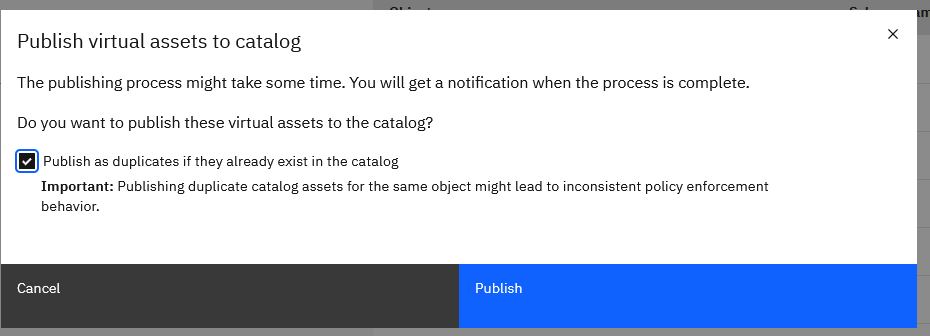 Publish virtual assets to catalog
The publishing process might take some time. You will get a notification when the process is complete.
Do you want to publish these virtual assets to the catalog?
Publish as duplicates if they already exist in the catalog
Important: Publishing duplicate catalog assets for the same object might lead to inconsistent policy enforcement
behavior.
Cancel
Publish